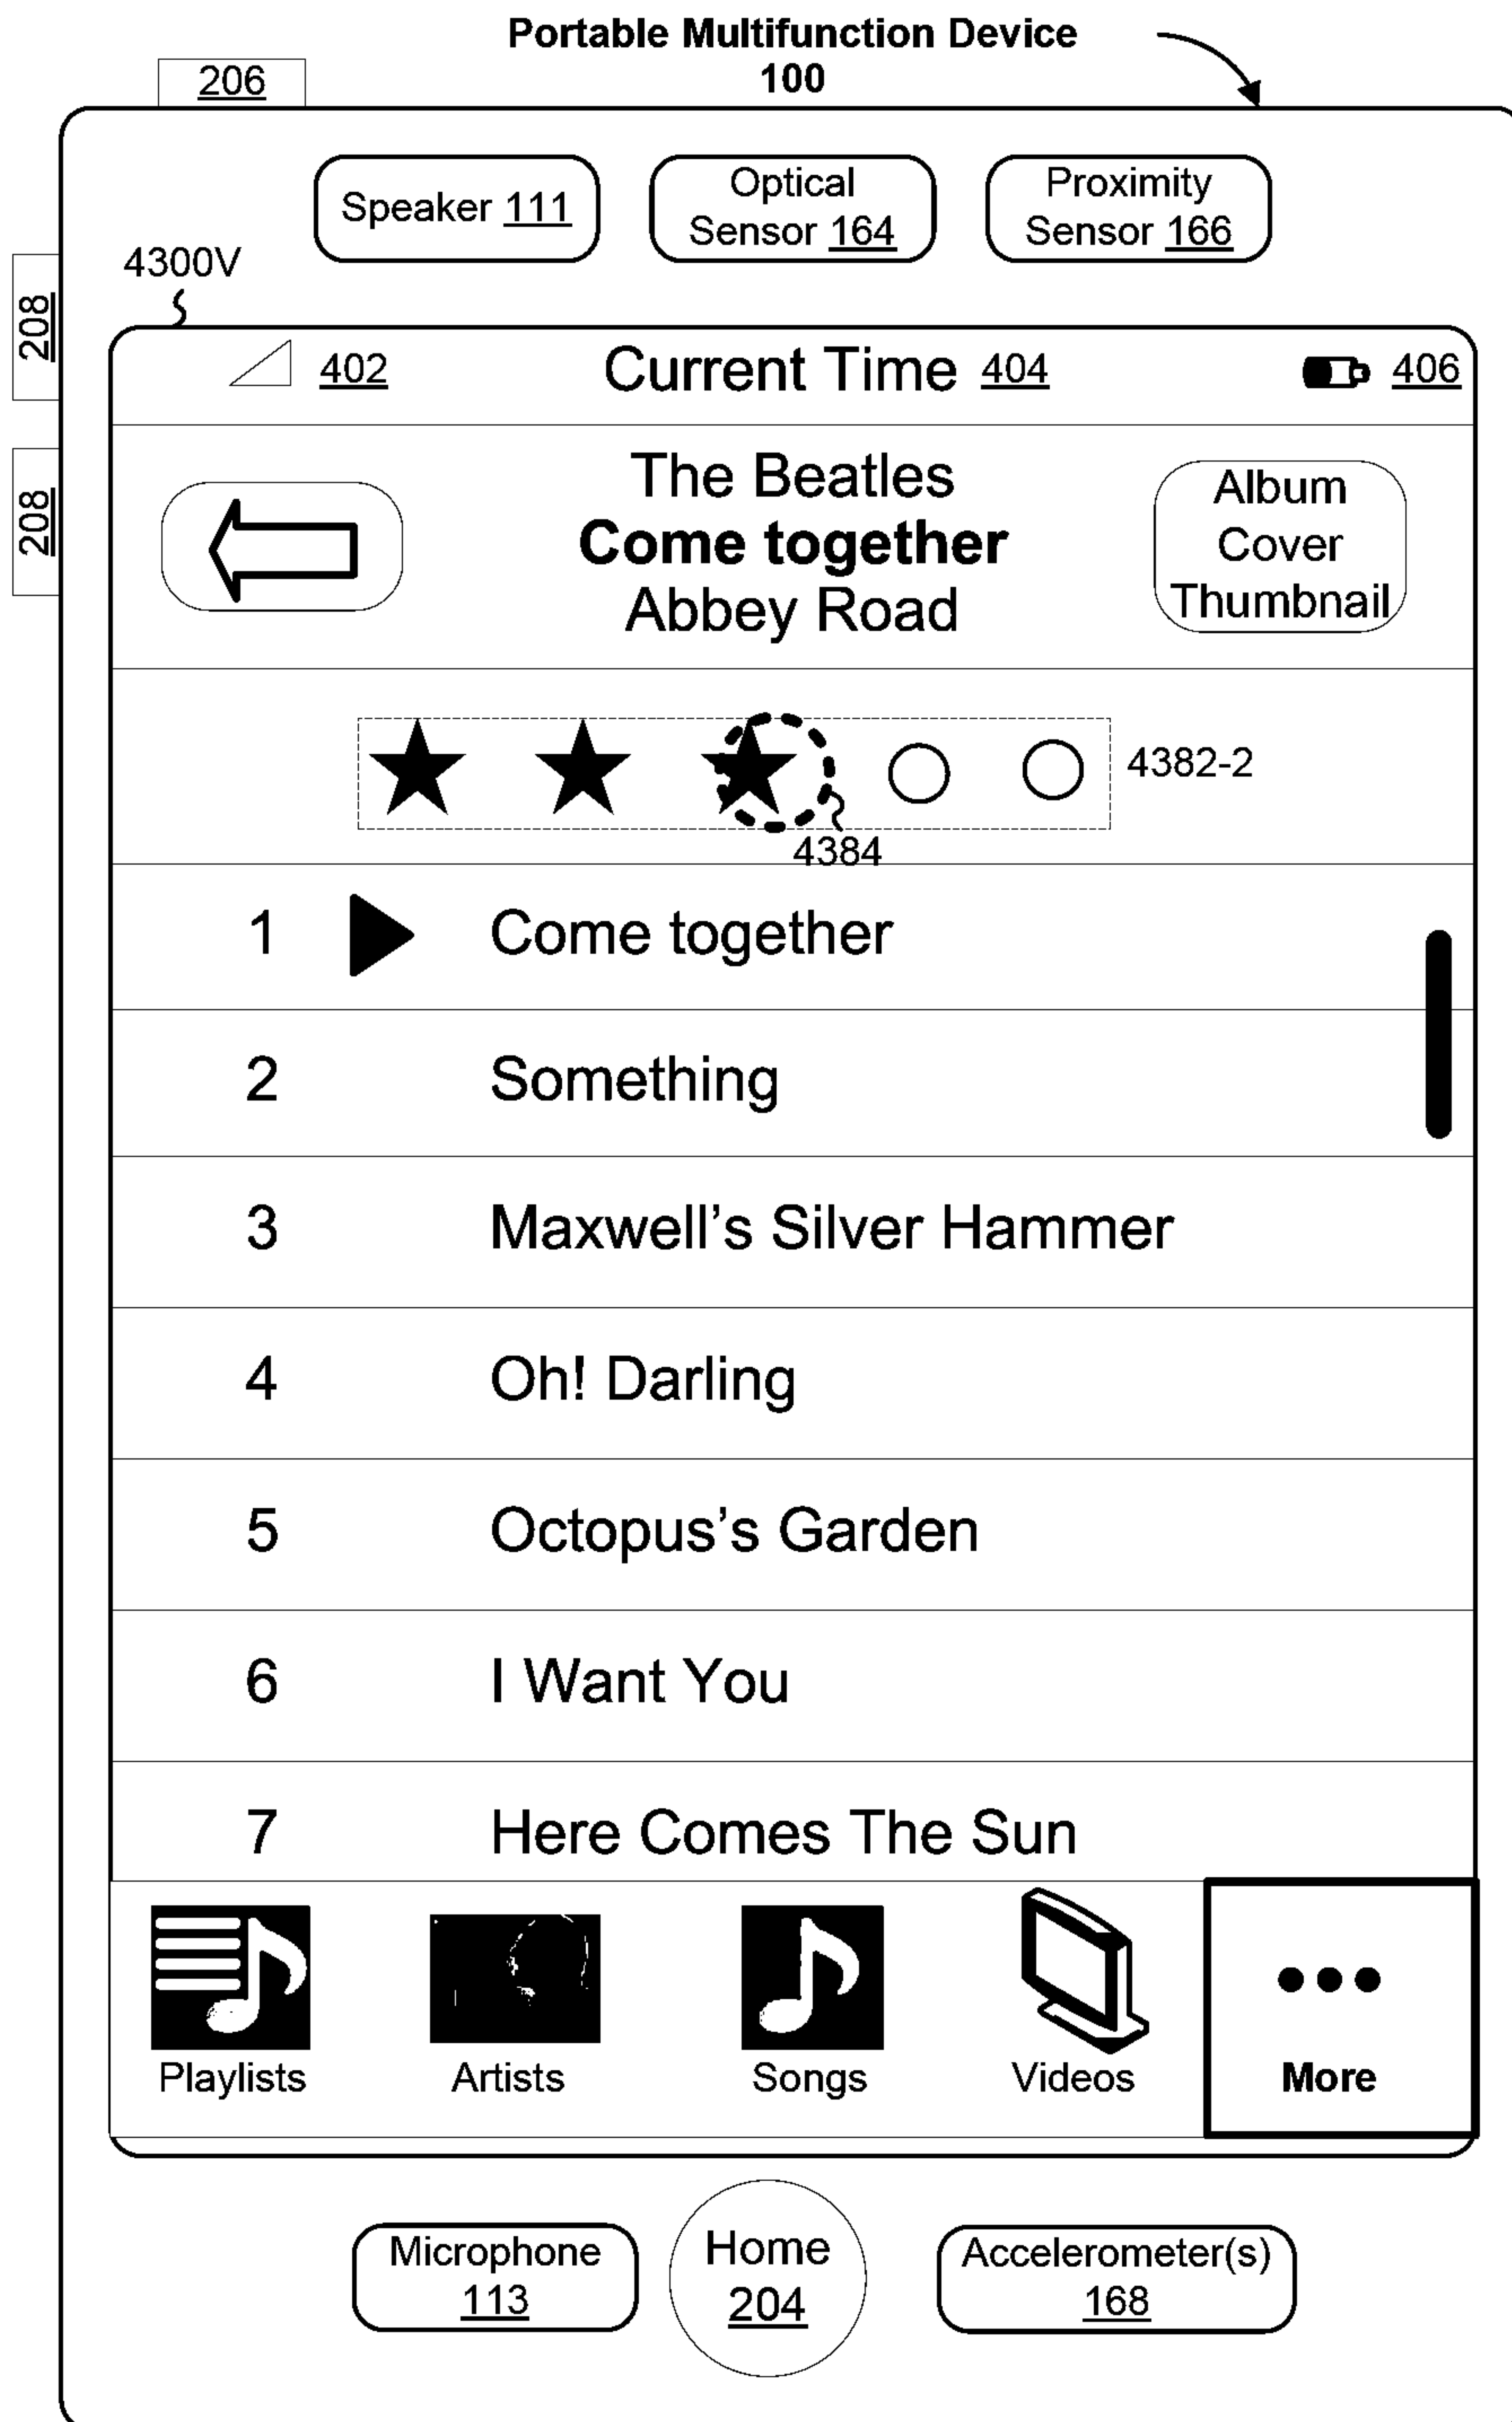 Portable Multifunction Device
100
206
Speaker 111
Optical
Sensor 164
Proximity
Sensor 166
4300V
208
208
402
Current Time 404
406
The Beatles
Come together
Abbey Road
Album
Cover
Thumbnail
4382-2
4384
1 Come together
2 Something
3 Maxwell’s Silver Hammer
4 Oh! Darling
5 Octopus’s Garden
6 I Want You
7 Here Comes The Sun
Playlists
Artists
Songs
Videos
More
Microphone
113
Home
204
Accelerometer(s)
168